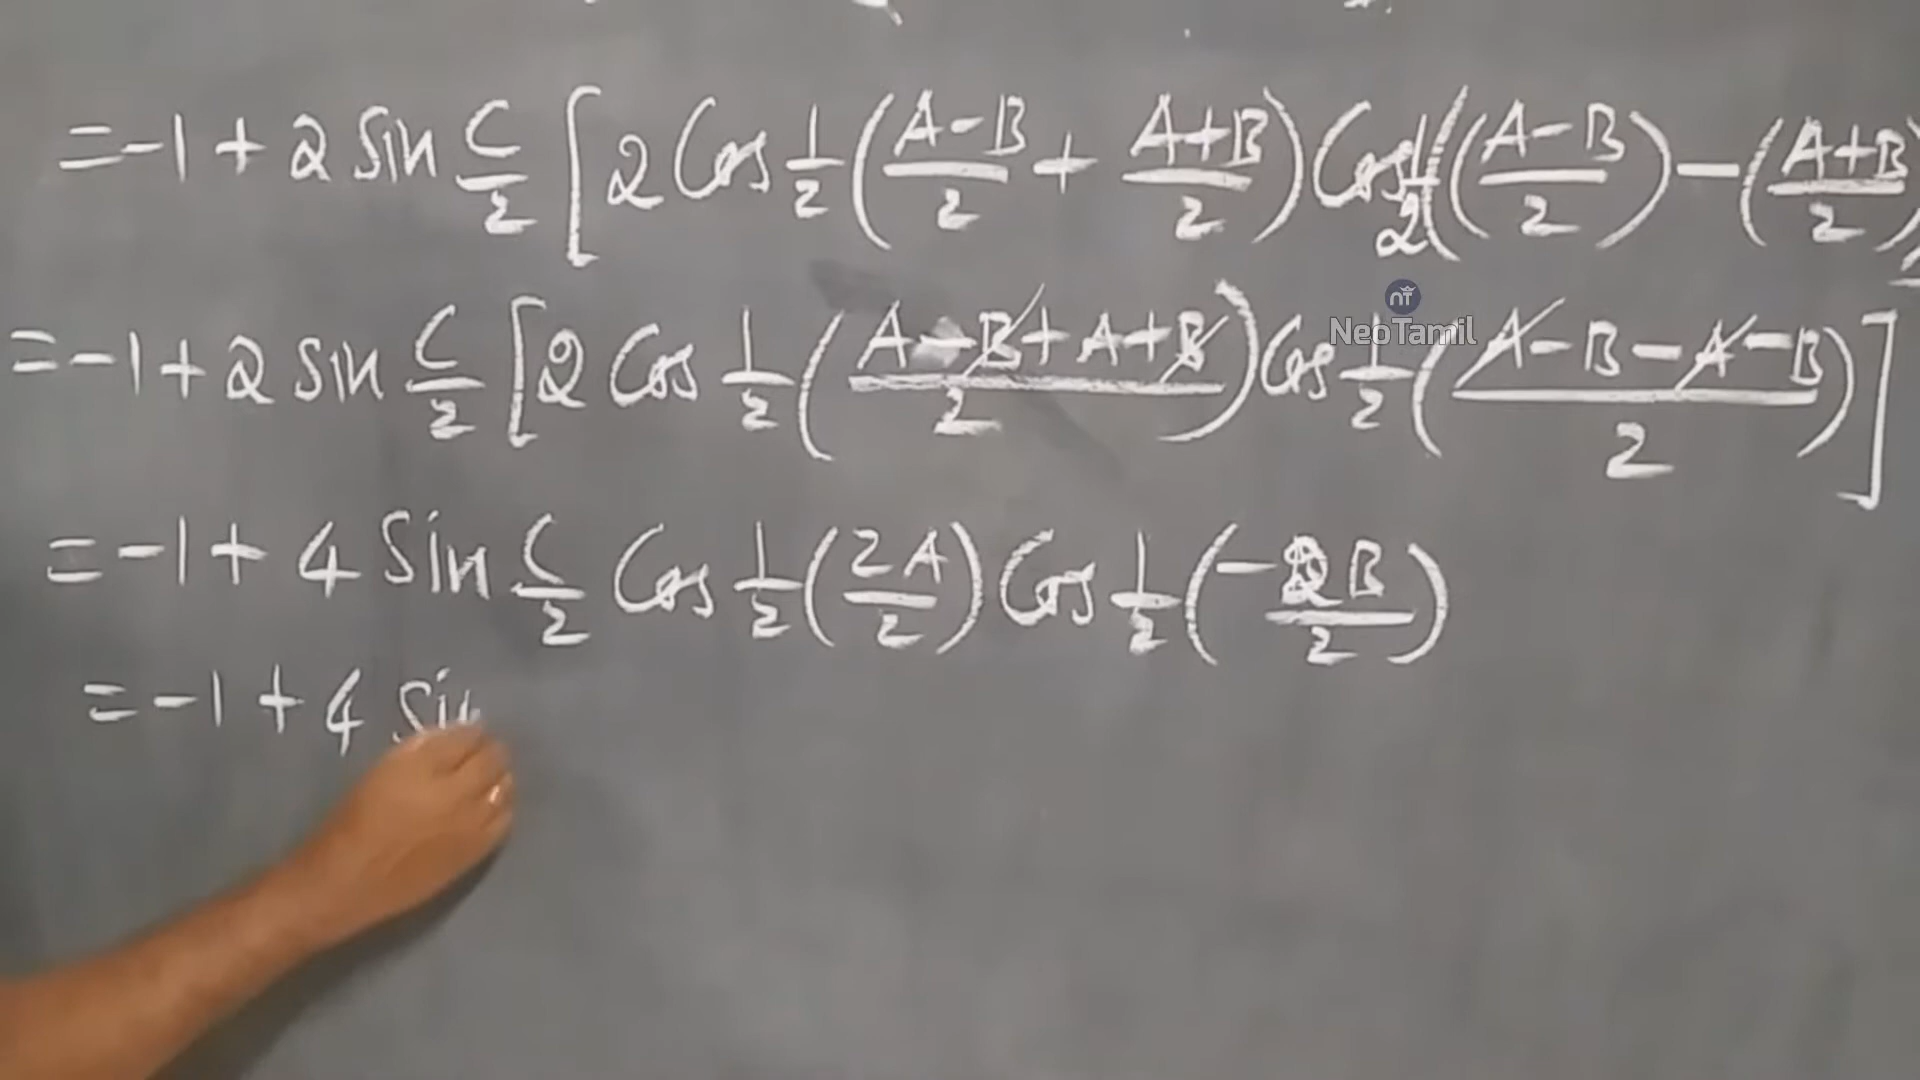 =-1+2 Sin C/2 [2 Cos 1/2 (A-B/2 + A+B/2) Cos 1/2 ((A-B/2) - (A+B/2)
=-1+2 Sin C/2 [2 Cos 1/2 (A-B+A+B/2) Cos 1/2 (A-B-A-B/2)]
=-1+4 Sin C/2 Cos 1/2 (2A/2) Cos 1/2 (-2B/2)
=-1+4 Sin
nT
NeoTamil